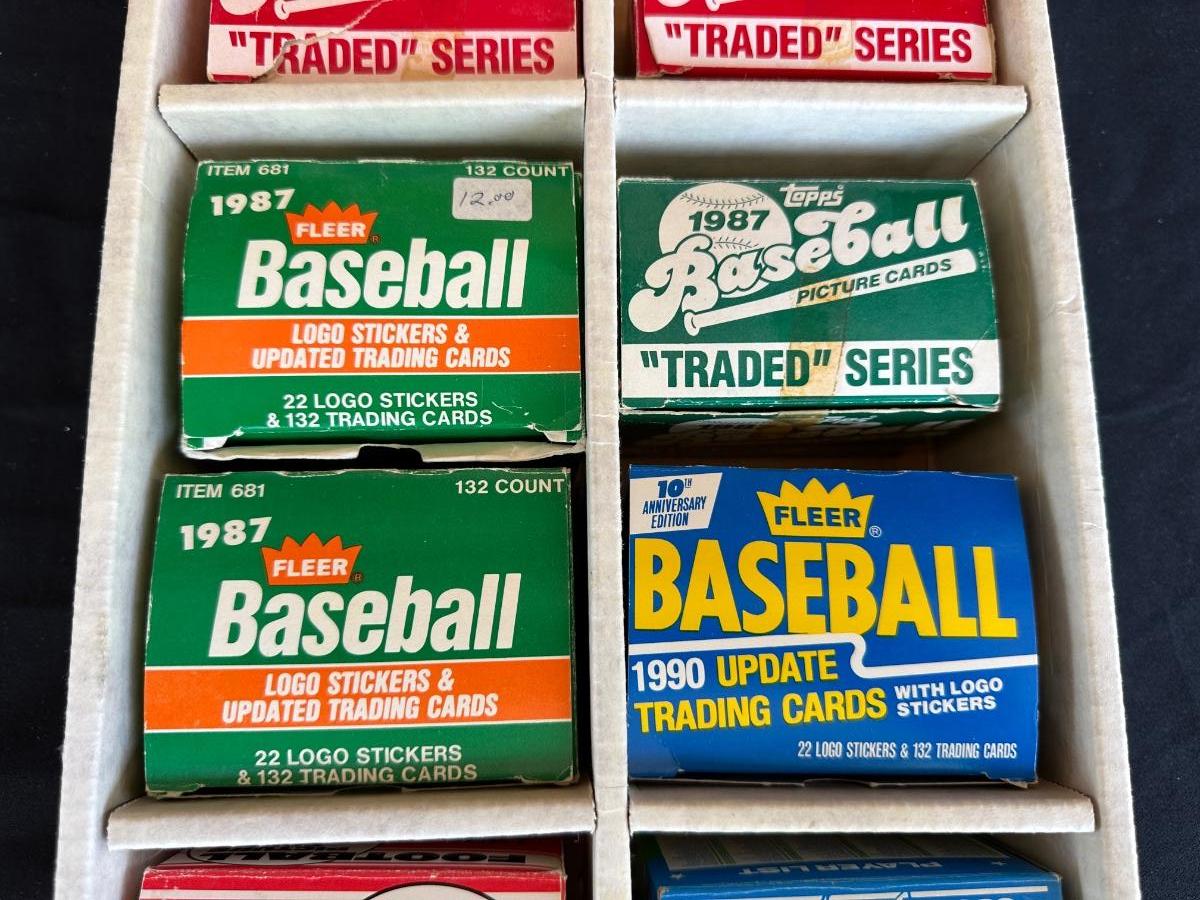 "TRADED" SERIES
"TRADED" SERIES
ITEM 681 132 COUNT
12.00
1987
FLEER
Baseball
LOGO STICKERS &
UPDATED TRADING CARDS
22 LOGO STICKERS
& 132 TRADING CARDS
topps
1987
Baseball
PICTURE CARDS
"TRADED" SERIES
ITEM 681 132 COUNT
1987
FLEER
Baseball
LOGO STICKERS &
UPDATED TRADING CARDS
22 LOGO STICKERS
& 132 TRADING CARDS
10TH
ANNIVERSARY
EDITION
FLEER®
BASEBALL
1990 UPDATE
TRADING CARDS
WITH LOGO
STICKERS
22 LOGO STICKERS & 132 TRADING CARDS
FOOTBALL
PLAYER LIST